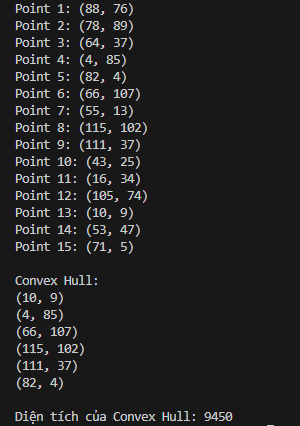 Point 1: (88, 76)
Point 2: (78, 89)
Point 3: (64, 37)
Point 4: (4, 85)
Point 5: (82, 4)
Point 6: (66, 107)
Point 7: (55, 13)
Point 8: (115, 102)
Point 9: (111, 37)
Point 10: (43, 25)
Point 11: (16, 34)
Point 12: (105, 74)
Point 13: (10, 9)
Point 14: (53, 47)
Point 15: (71, 5)
Convex Hull:
(10, 9)
(4, 85)
(66, 107)
(115, 102)
(111, 37)
(82, 4)
Diện tích của Convex Hull: 9450